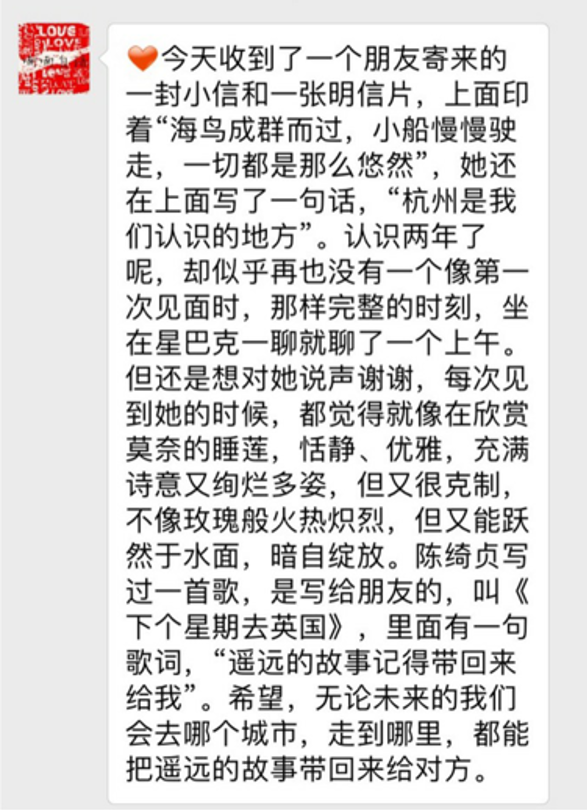 LOVE
LOVE
Love
❤️今天收到了一个朋友寄来的
一封小信和一张明信片，上面印
着“海鸟成群而过，小船慢慢驶
走，一切都是那么悠然”，她还
在上面写了一句话，“杭州是我
们认识的地方”。认识两年了
呢，却似乎再也没有一个像第一
次见面时，那样完整的时刻，坐
在星巴克一聊就聊了一个上午。
但还是想对她说声谢谢，每次见
到她的时候，都觉得就像在欣赏
莫奈的睡莲，恬静、优雅，充满
诗意又绚烂多姿，但又很克制，
不像玫瑰般火热炽烈，但又能跃
然于水面，暗自绽放。陈绮贞写
过一首歌，是写给朋友的，叫《
下个星期去英国》，里面有一句
歌词，“遥远的故事记得带回来
给我”。希望，无论未来的我们
会去哪个城市，走到哪里，都能
把遥远的故事带回来给对方。